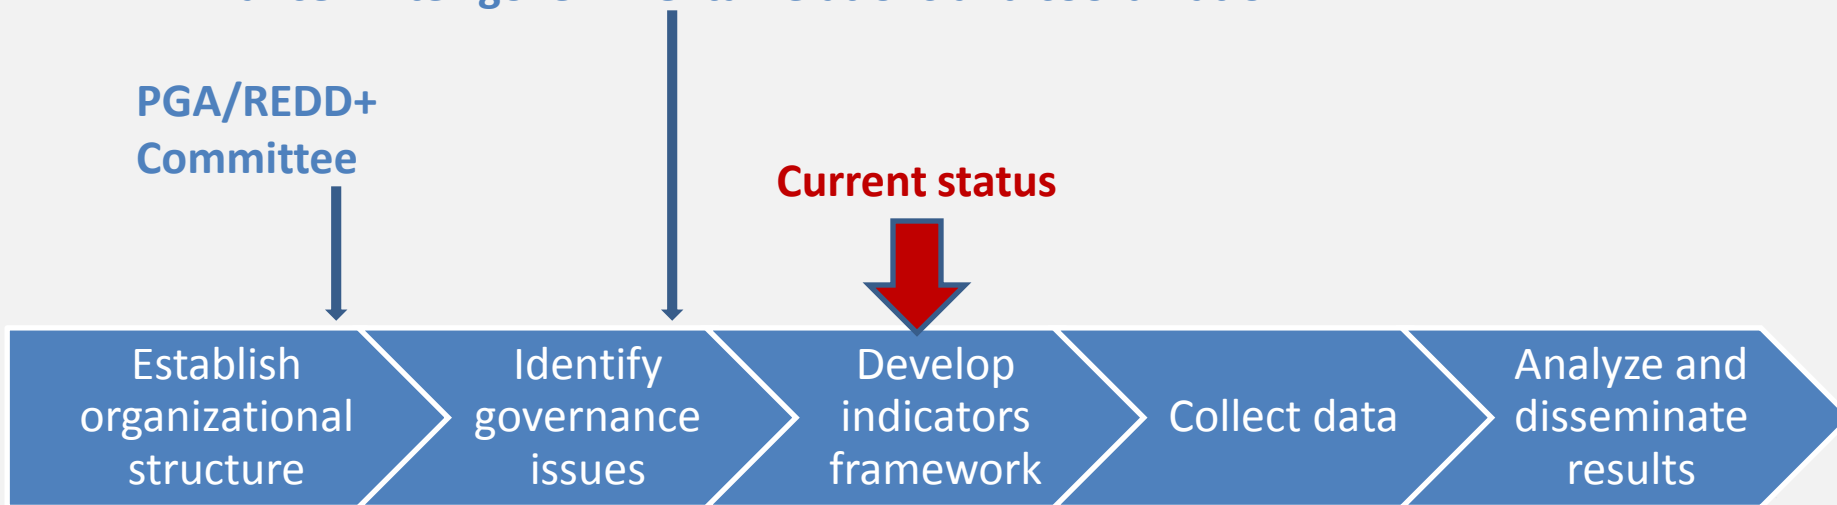 PGA/REDD+
Committee
Current status
Establish
organizational
structure
Identify
governance
issues
Develop
indicators
framework
Collect data
Analyze and
disseminate
results